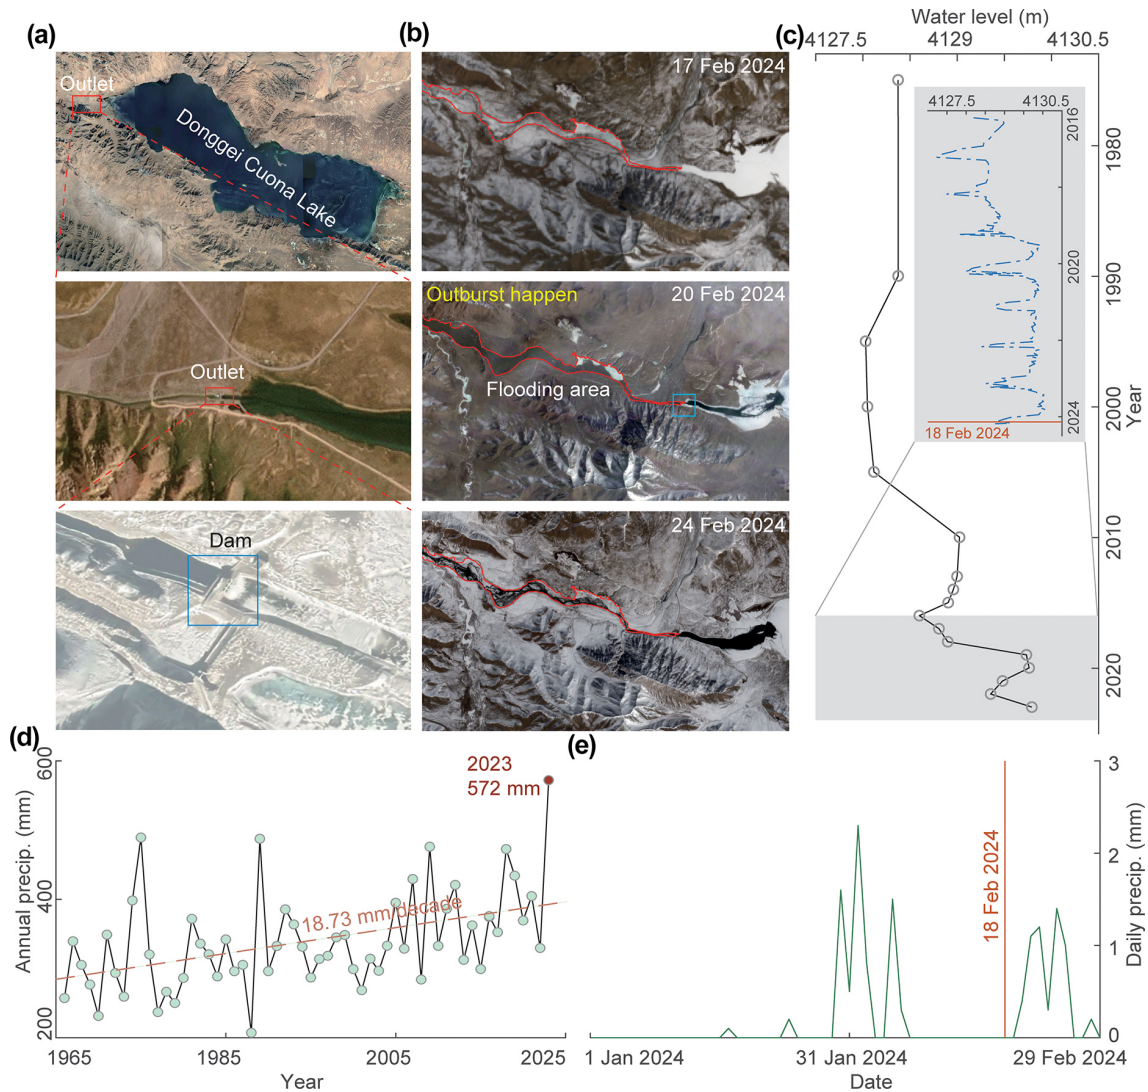 (a)
Outlet
Donggei Cuona Lake
Outlet
Dam
(b)
17 Feb 2024
Outburst happen
20 Feb 2024
Flooding area
24 Feb 2024
(c)
Water level (m)
4127.5
4129
4130.5
4127.5
4130.5
2016
2020
2024
18 Feb 2024
1980
1990
2000
2010
2020
Year
(d)
600
400
200
Annual precip. (mm)
2023
572 mm
18.73 mm/decade
1965
1985
2005
2025
Year
(e)
3
2
1
0
Daily precip. (mm)
18 Feb 2024
1 Jan 2024
31 Jan 2024
29 Feb 2024
Date